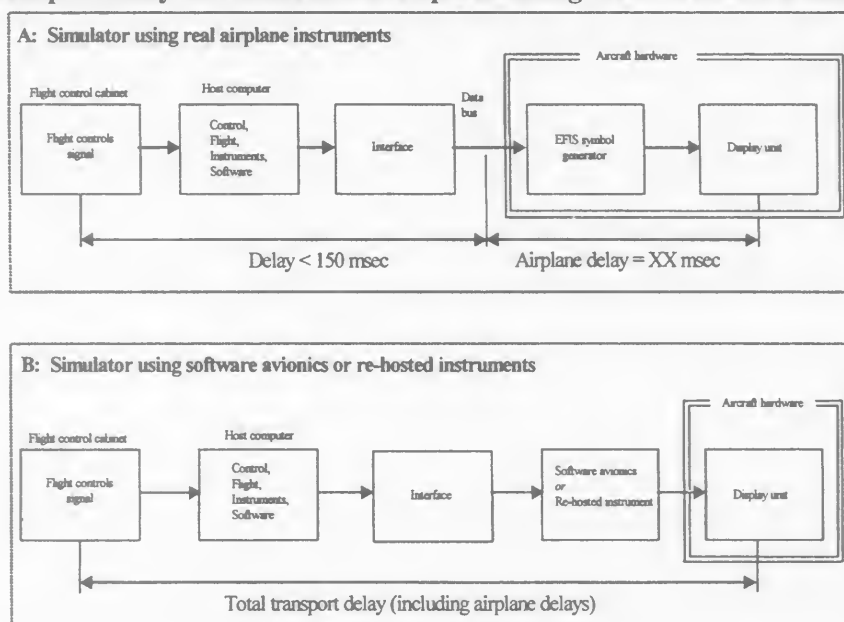 A: Simulator using real airplane instruments
Aircraft hardware
Flight control cabinet
Host computer
Data
bus
Flight controls
signal
Control,
Flight,
Instruments,
Software
Interface
EFIS symbol
generator
Display unit
Delay < 150 msec
Airplane delay = XX msec
B: Simulator using software avionics or re-hosted instruments
Aircraft hardware
Flight control cabinet
Host computer
Flight controls
signal
Control,
Flight,
Instruments,
Software
Interface
Software avionics
or
Re-hosted instrument
Display unit
Total transport delay (including airplane delays)